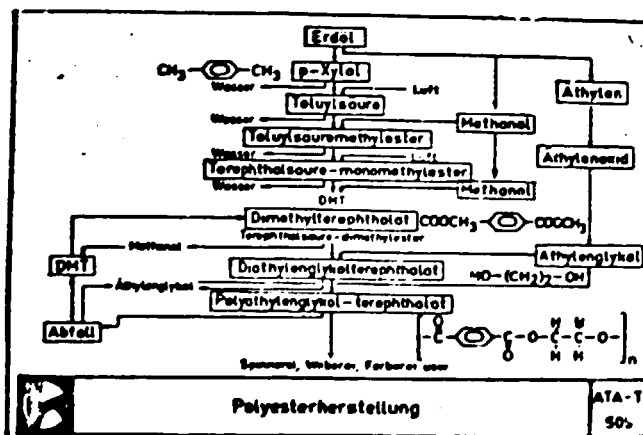 Erdöl
CH₃ CH₃ p-Xylol
Wasser Luft
Toluylsäure Äthylen
Wasser Methanol
Toluylsäuremethylester
Wasser Luft Äthylenoxid
Terephthalsäure-monomethylester
Wasser Methanol
DMT
Dimethylterephthalat COOCH₃ COOCH₃
Terephthalsäure-dimethylester
Methanol Äthylenglykol
DMT Diäthylenglykolterephthalat HO-(CH₂)₂-OH
Äthylenglykol
Polyäthylenglykol-terephthalat
Abfall
O H H
C C-O-C-C-O
O H H n
Spinnerei, Weberei, Färberei usw
Polyesterherstellung
ATA-T